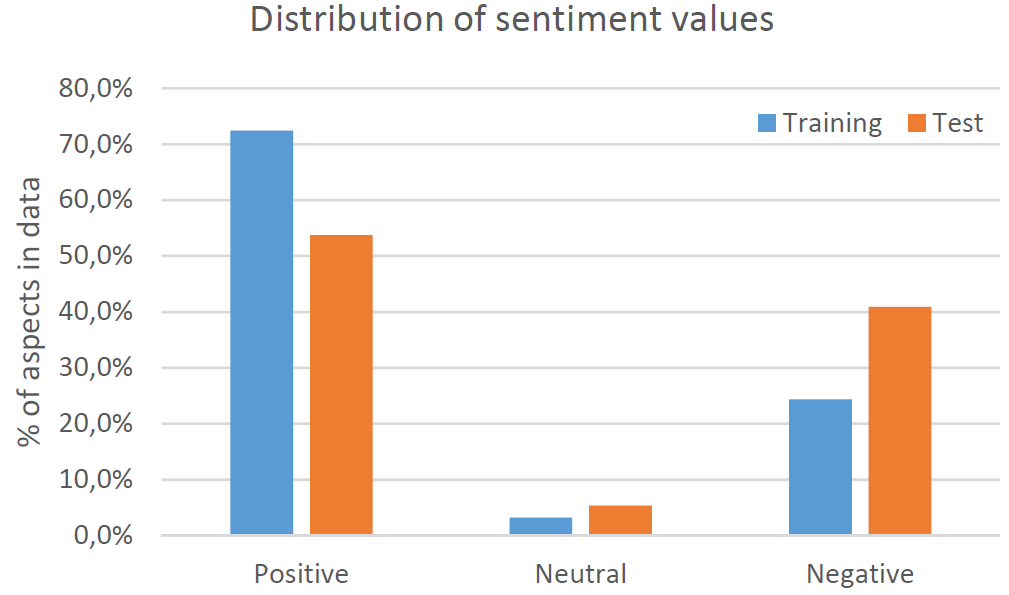 Distribution of sentiment values
80,0%
Training
Test
70,0%
60,0%
50,0%
40,0%
30,0%
20,0%
10,0%
0,0%
% of aspects in data
Positive
Neutral
Negative